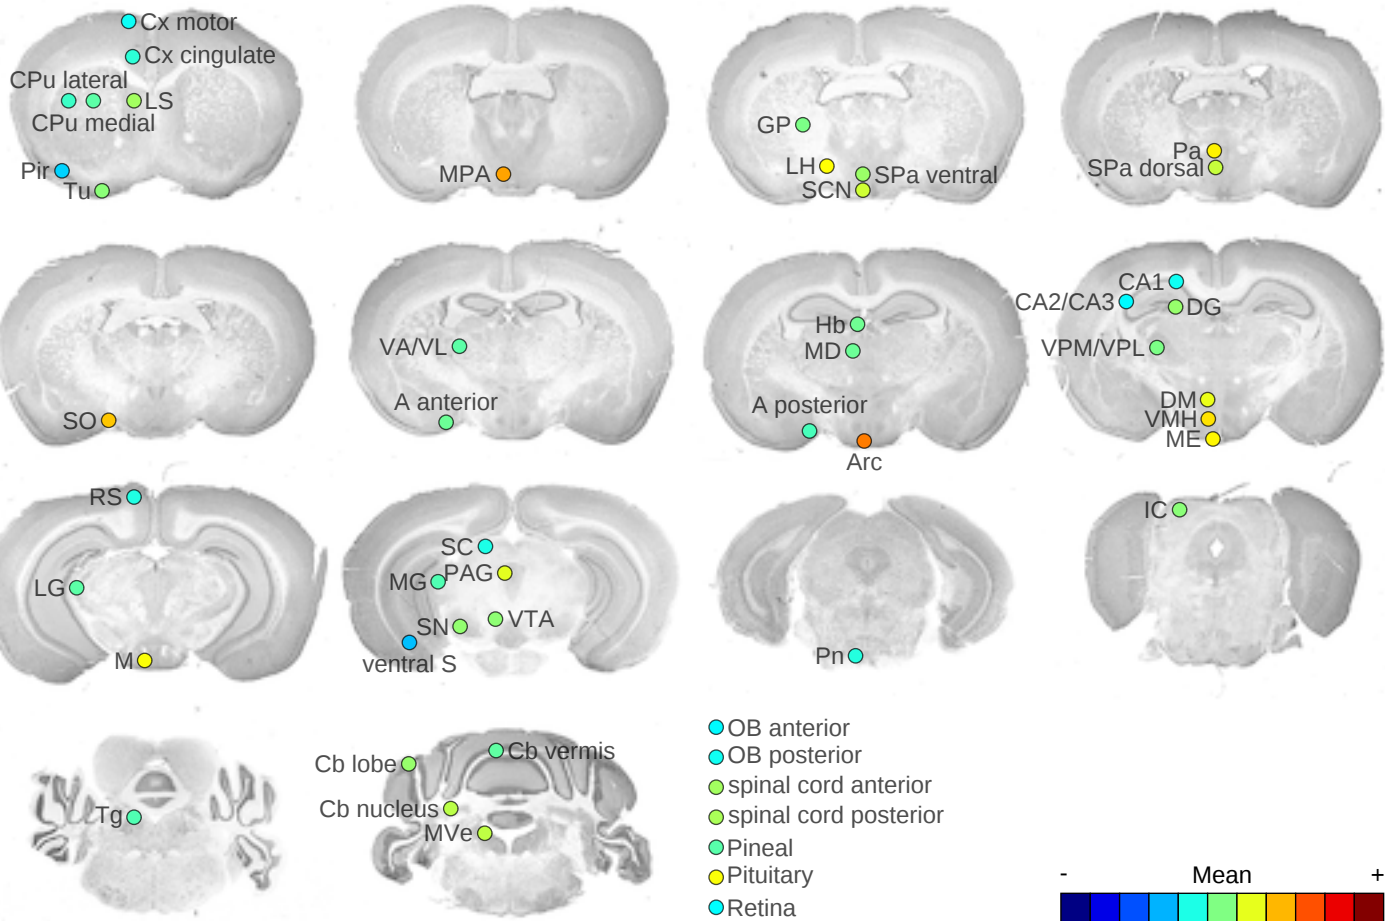 Cx motor
Cx cingulate
CPu lateral
LS
CPu medial
Pir
Tu
MPA
GP
LH
SPa ventral
SCN
Pa
SPa dorsal
SO
VA/VL
A anterior
Hb
MD
A posterior
Arc
CA1
CA2/CA3
DG
VPM/VPL
DM
VMH
ME
RS
LG
M
SC
MG
PAG
SN
VTA
ventral S
Pn
IC
Tg
Cb lobe
Cb vermis
Cb nucleus
MVe
OB anterior
OB posterior
spinal cord anterior
spinal cord posterior
Pineal
Pituitary
Retina
- Mean +